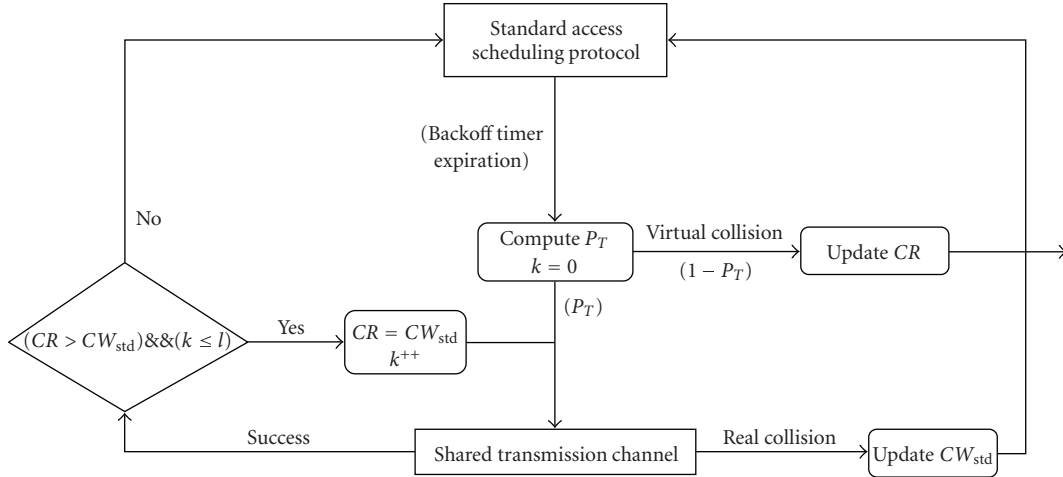 Standard access
scheduling protocol
(Backoff timer
expiration)
No
Compute P_T
k = 0
Virtual collision
(1 − P_T)
Update CR
(P_T)
(CR > CW_std)&&(k ≤ l)
Yes
CR = CW_std
k^++
Success
Shared transmission channel
Real collision
Update CW_std